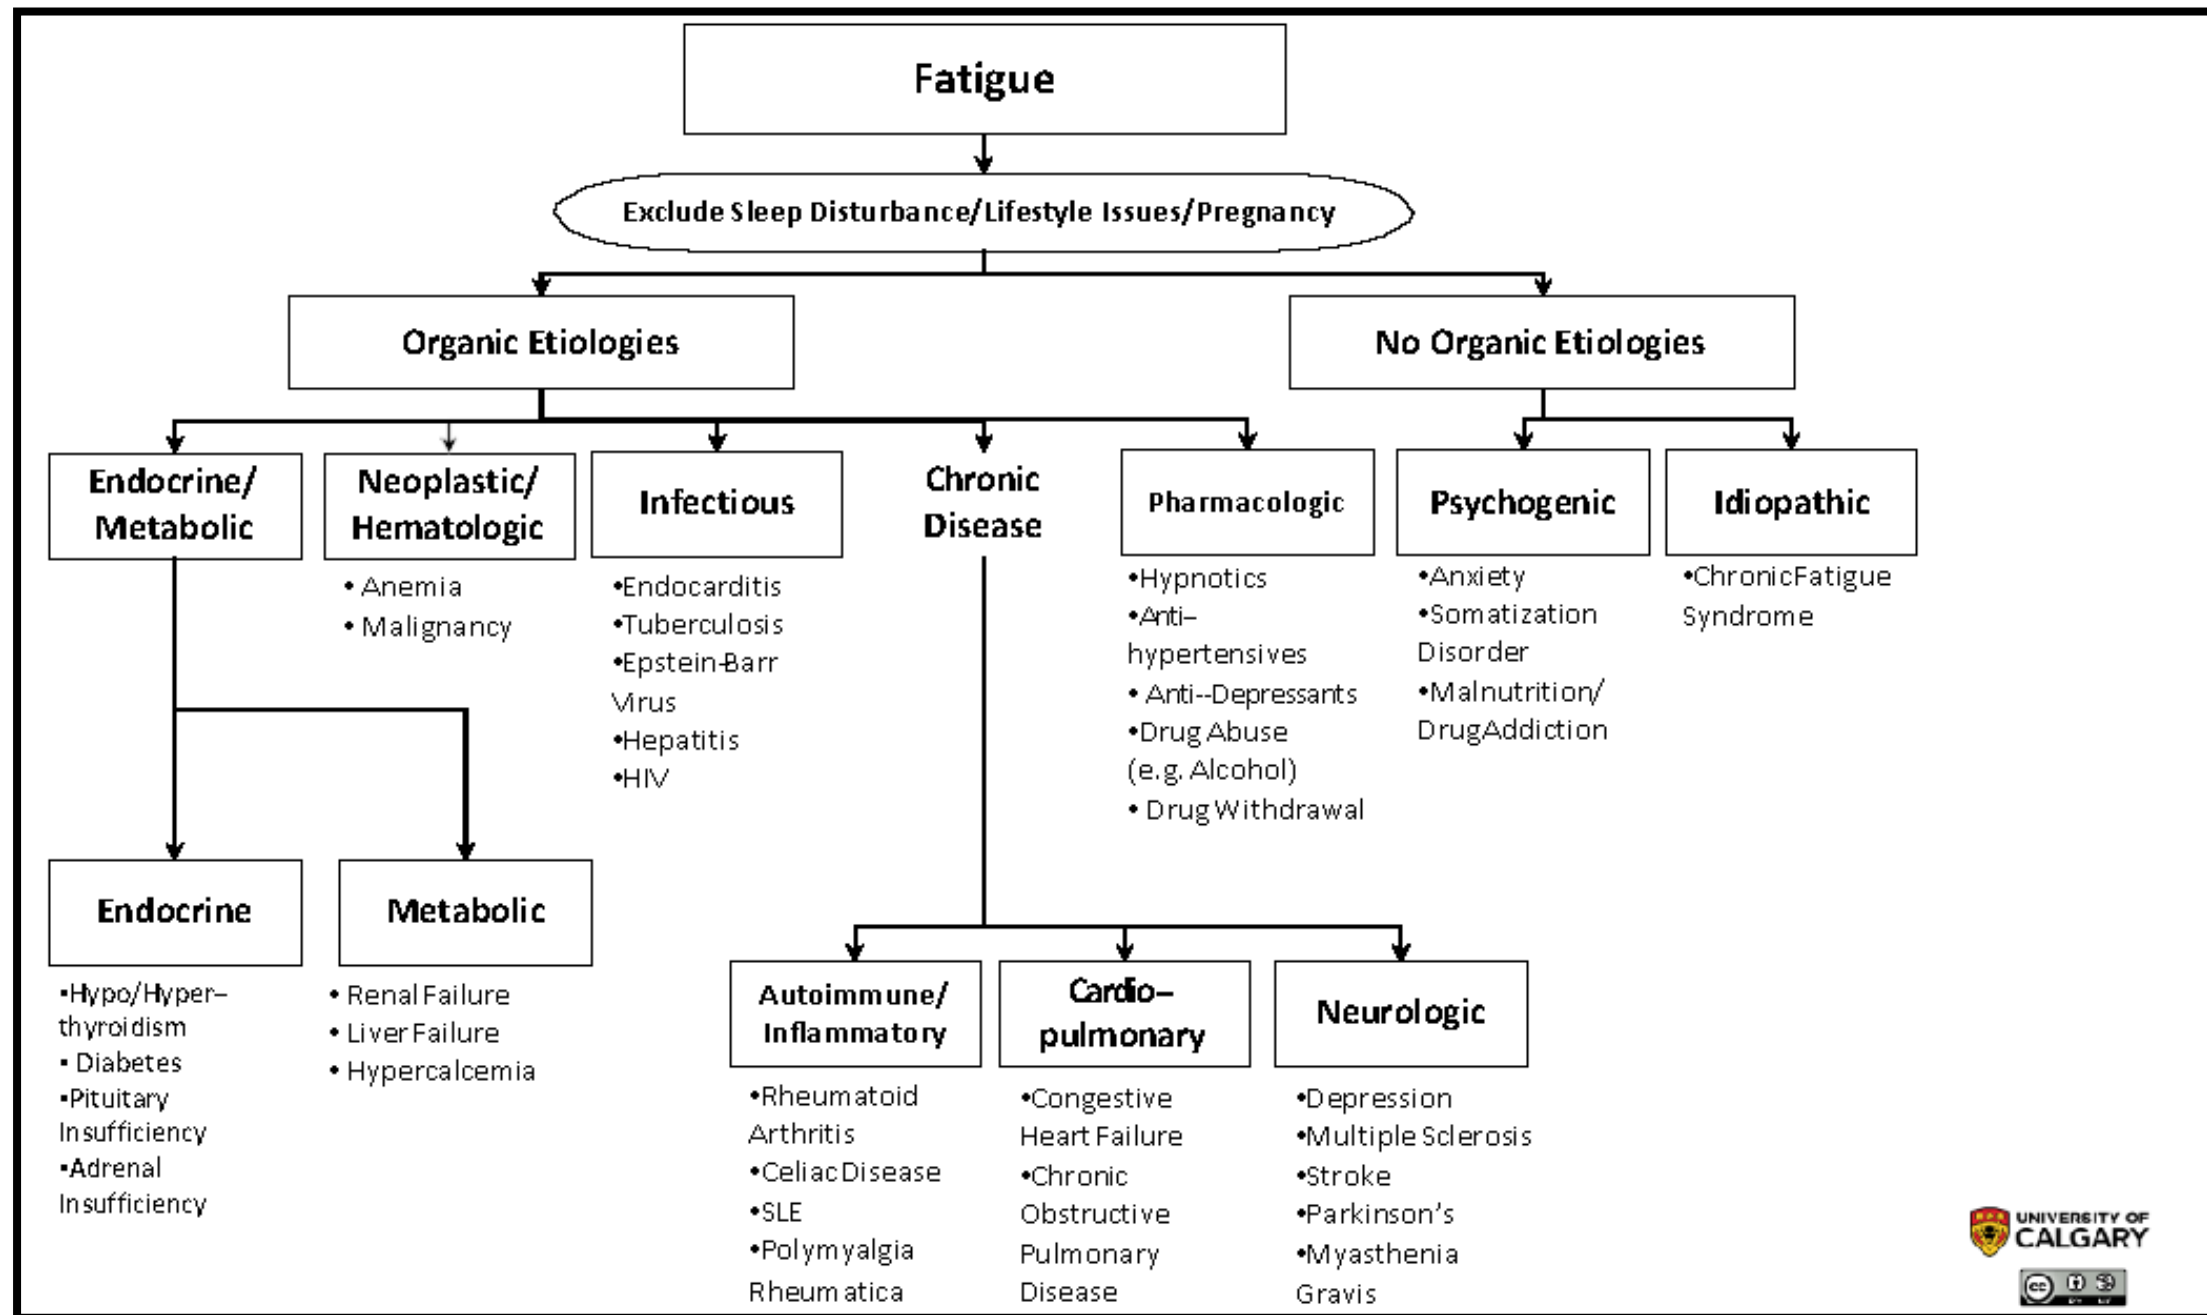 Fatigue
Exclude Sleep Disturbance/Lifestyle Issues/Pregnancy
Organic Etiologies
No Organic Etiologies
Endocrine/
Metabolic
Neoplastic/
Hematologic
Infectious
Chronic
Disease
Pharmacologic
Psychogenic
Idiopathic
• Anemia
• Malignancy
•Endocarditis
•Tuberculosis
•Epstein-Barr
Virus
•Hepatitis
•HIV
•Hypnotics
•Anti–
hypertensives
• Anti--Depressants
•Drug Abuse
(e.g. Alcohol)
• Drug Withdrawal
•Anxiety
•Somatization
Disorder
•Malnutrition/
DrugAddiction
•ChronicFatigue
Syndrome
Endocrine
Metabolic
▪Hypo/Hyper–
thyroidism
▪ Diabetes
▪Pituitary
Insufficiency
▪Adrenal
Insufficiency
• Renal Failure
• Liver Failure
• Hypercalcemia
Autoimmune/
Inflammatory
Cardio–
pulmonary
Neurologic
•Rheumatoid
Arthritis
•Celiac Disease
•SLE
•Polymyalgia
Rheumatica
•Congestive
Heart Failure
•Chronic
Obstructive
Pulmonary
Disease
•Depression
•Multiple Sclerosis
•Stroke
•Parkinson's
•Myasthenia
Gravis
UNIVERSITY OF
CALGARY
cc